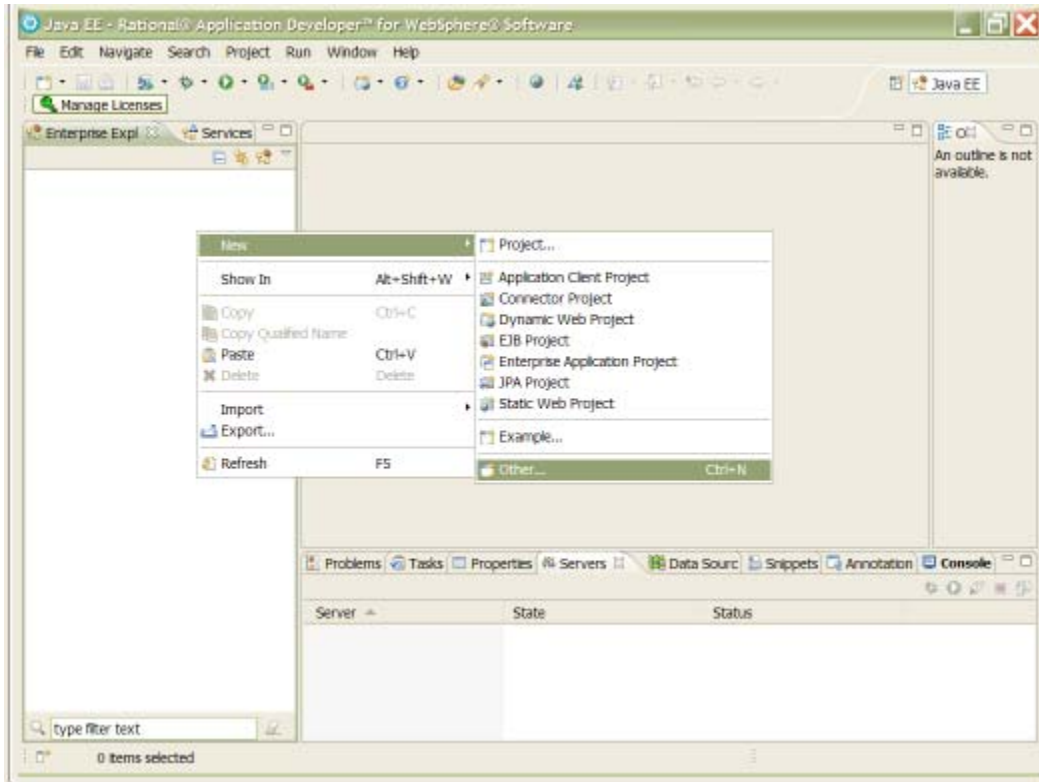 Java EE - Rational® Application Developer™ for WebSphere® Software
File Edit Navigate Search Project Run Window Help
Java EE
Manage Licenses
Enterprise Expl Services
An outline is not
available.
New
Project...
Show In Alt+Shift+W
Application Client Project
Connector Project
Copy Ctrl+C
Dynamic Web Project
Copy Qualified Name
EJB Project
Paste Ctrl+V
Enterprise Application Project
Delete Delete
JPA Project
Import
Static Web Project
Export...
Example...
Refresh F5
Other... Ctrl+N
Problems Tasks Properties Servers Data Sourc Snippets Annotation Console
Server State Status
type filter text
0 items selected